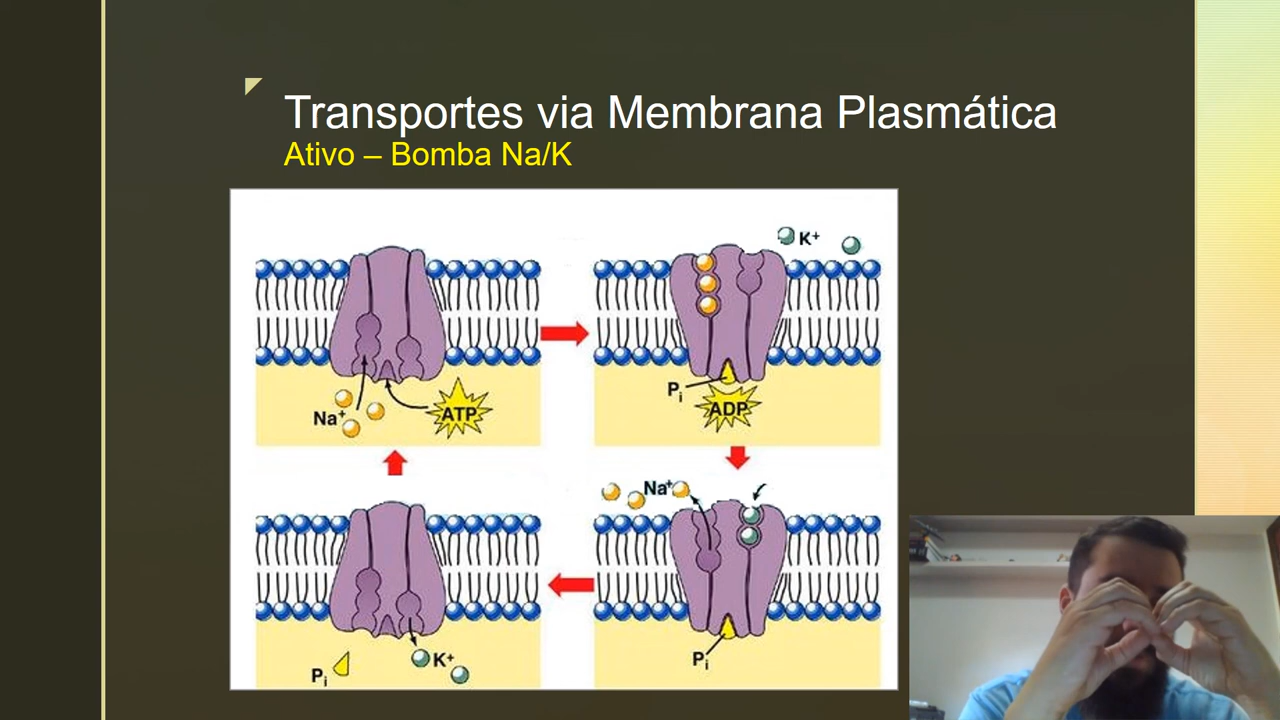 Transportes via Membrana Plasmática
Ativo – Bomba Na/K
Na⁺
ATP
K⁺
Pi
ADP
Pi
K⁺
Na⁺
Pi